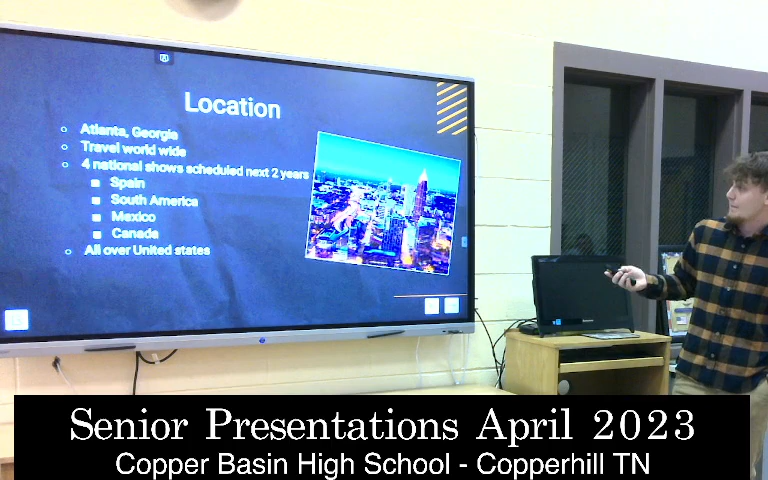 Location
Atlanta, Georgia
Travel world wide
4 national shows scheduled next 2 years
Spain
South America
Mexico
Canada
All over United states
Senior Presentations April 2023
Copper Basin High School - Copperhill TN